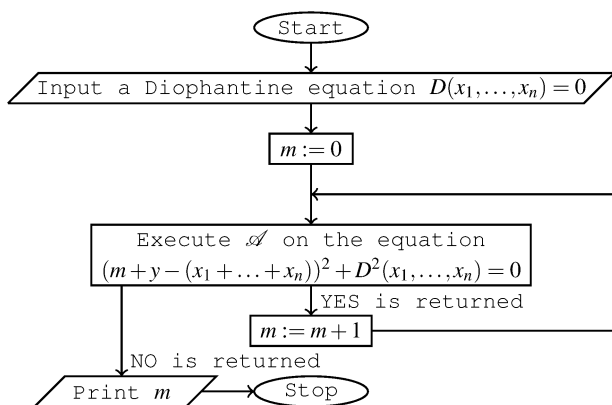 Start
Input a Diophantine equation D(x₁,…,xₙ)=0
m := 0
Execute 𝒜 on the equation
(m+y−(x₁+…+xₙ))²+D²(x₁,…,xₙ)=0
YES is returned
m := m+1
NO is returned
Print m
Stop